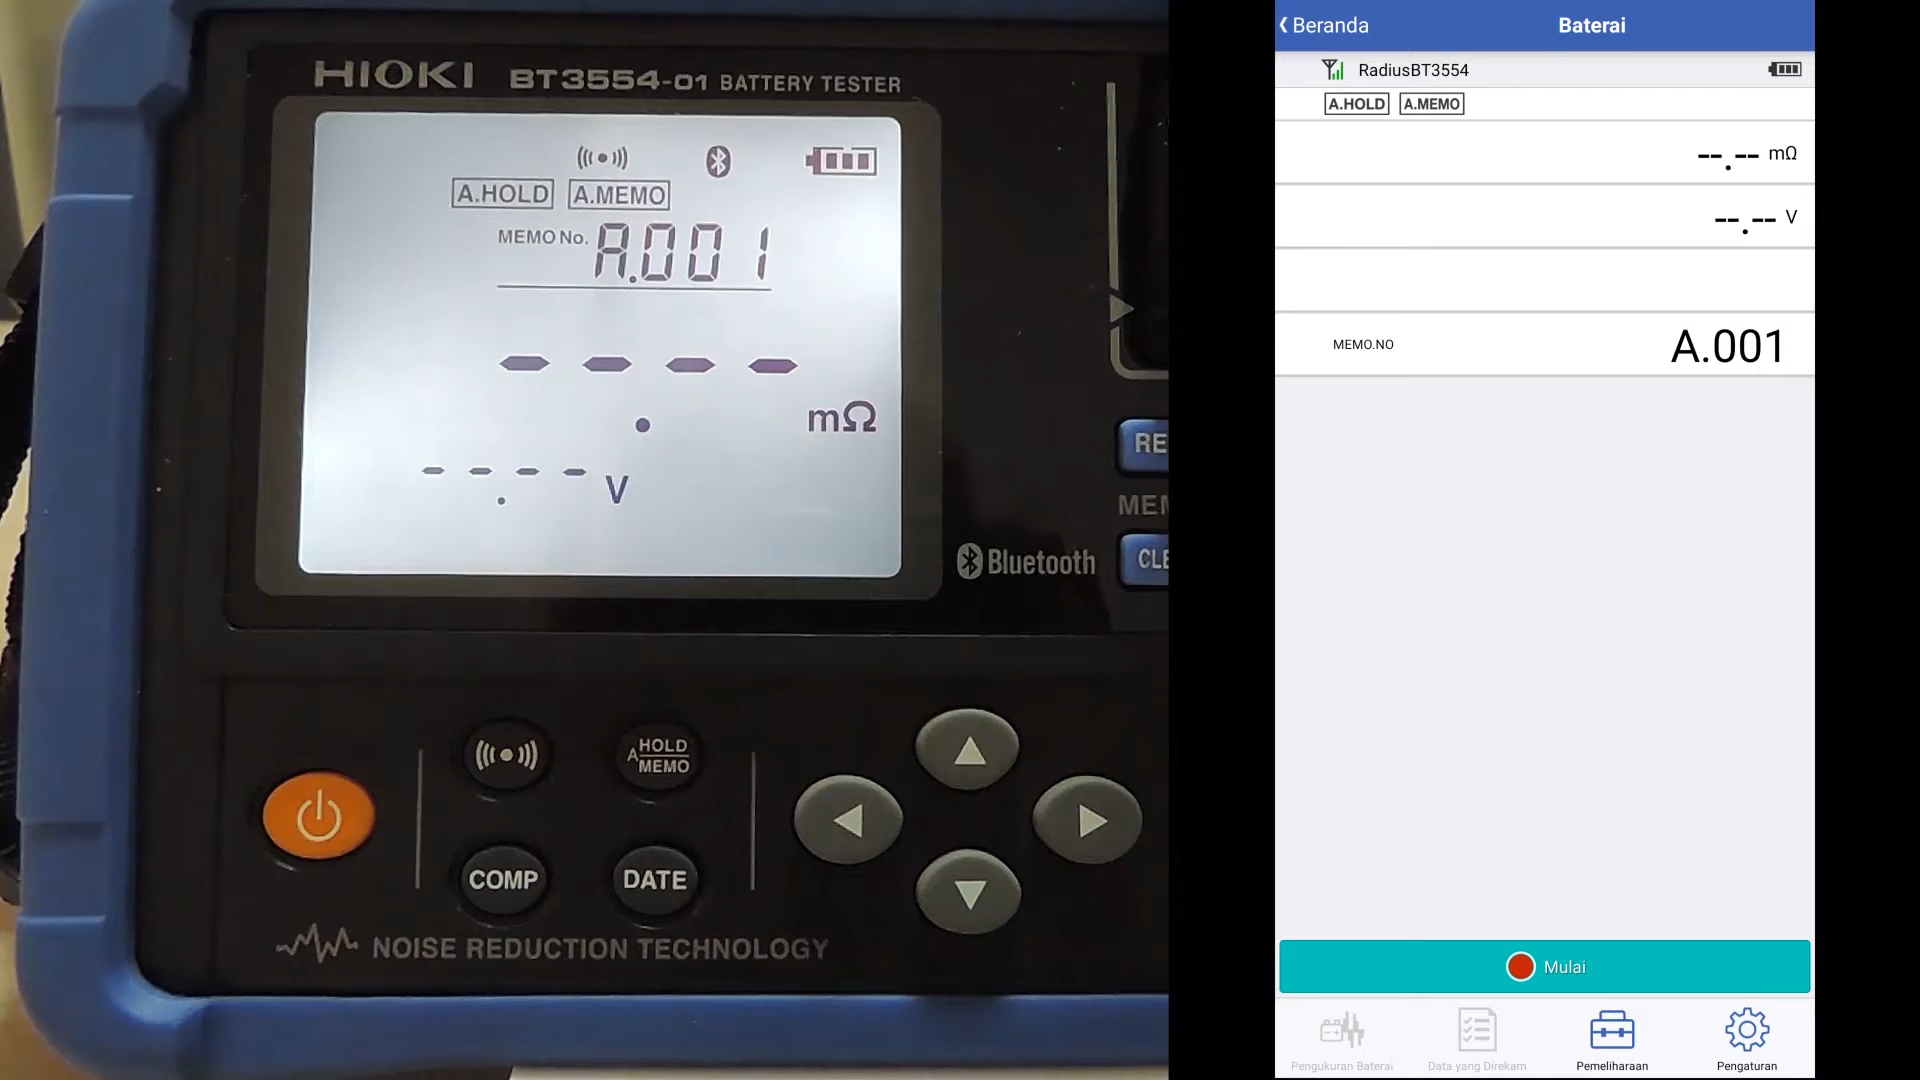 HIOKI BT3554-01 BATTERY TESTER
A.HOLD A.MEMO
MEMO No. A.001
- - - -
.
mΩ
- - - -
. V
Bluetooth
RE
MEM
CLE
A HOLD
MEMO
COMP
DATE
NOISE REDUCTION TECHNOLOGY
Beranda
Baterai
RadiusBT3554
A.HOLD A.MEMO
--.-- mΩ
--.-- V
MEMO.NO A.001
Mulai
Pengukuran Baterai
Data yang Direkam
Pemeliharaan
Pengaturan